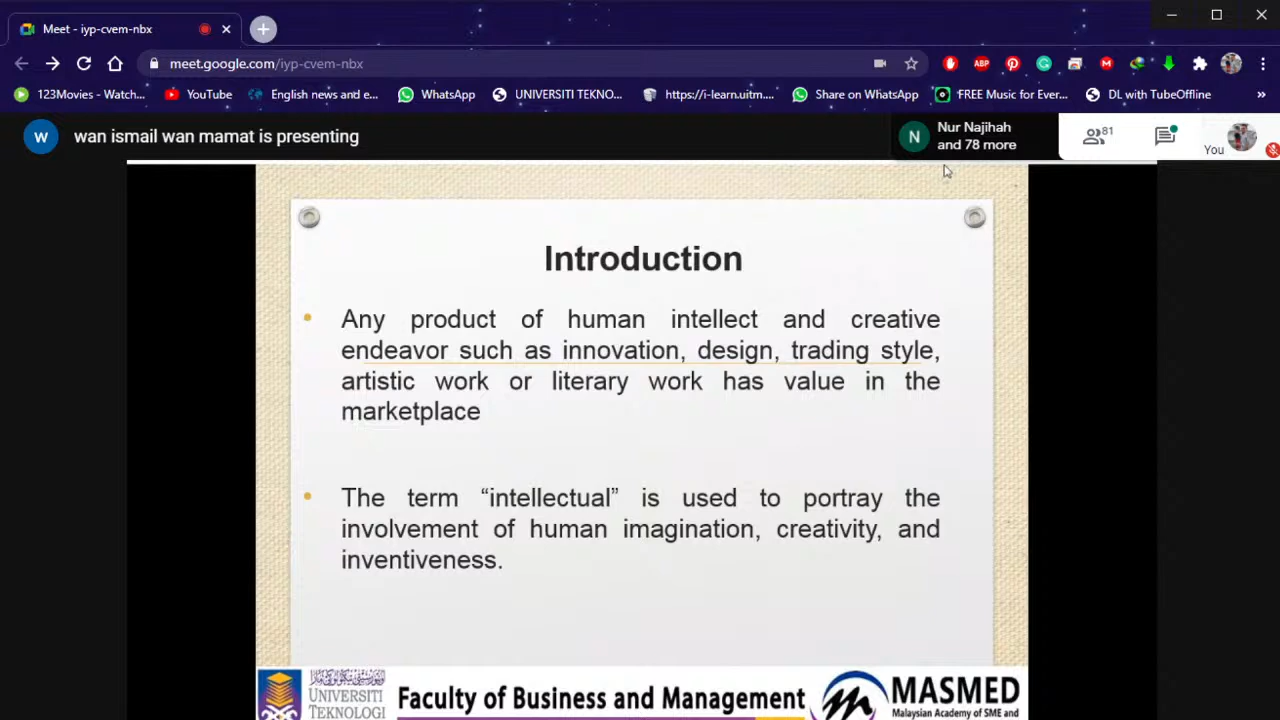 Meet - iyp-cvem-nbx
meet.google.com/iyp-cvem-nbx
ABP
123Movies - Watch...
YouTube
English news and e...
WhatsApp
UNIVERSITI TEKNO...
https://i-learn.uitm....
Share on WhatsApp
FREE Music for Ever...
DL with TubeOffline
»
W
wan ismail wan mamat is presenting
N
Nur Najihah
and 78 more
81
You
Introduction
• Any product of human intellect and creative
endeavor such as innovation, design, trading style,
artistic work or literary work has value in the
marketplace
• The term “intellectual” is used to portray the
involvement of human imagination, creativity, and
inventiveness.
UNIVERSITI
TEKNOLOGI
Faculty of Business and Management
MASMED
Malaysian Academy of SME and